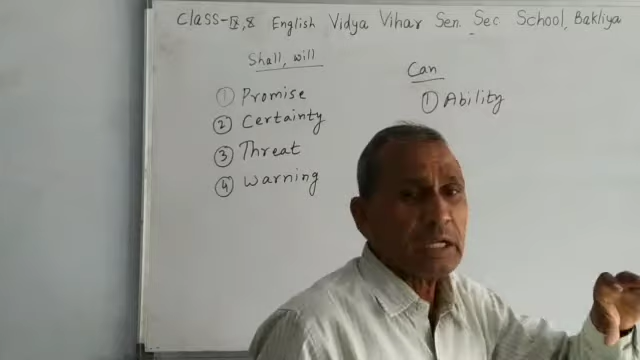 Class-IX,8 English Vidya Vihar Sen. Sec School, Bakliya
Shall, will
① Promise
② Certainty
③ Threat
④ Warning
Can
① Ability